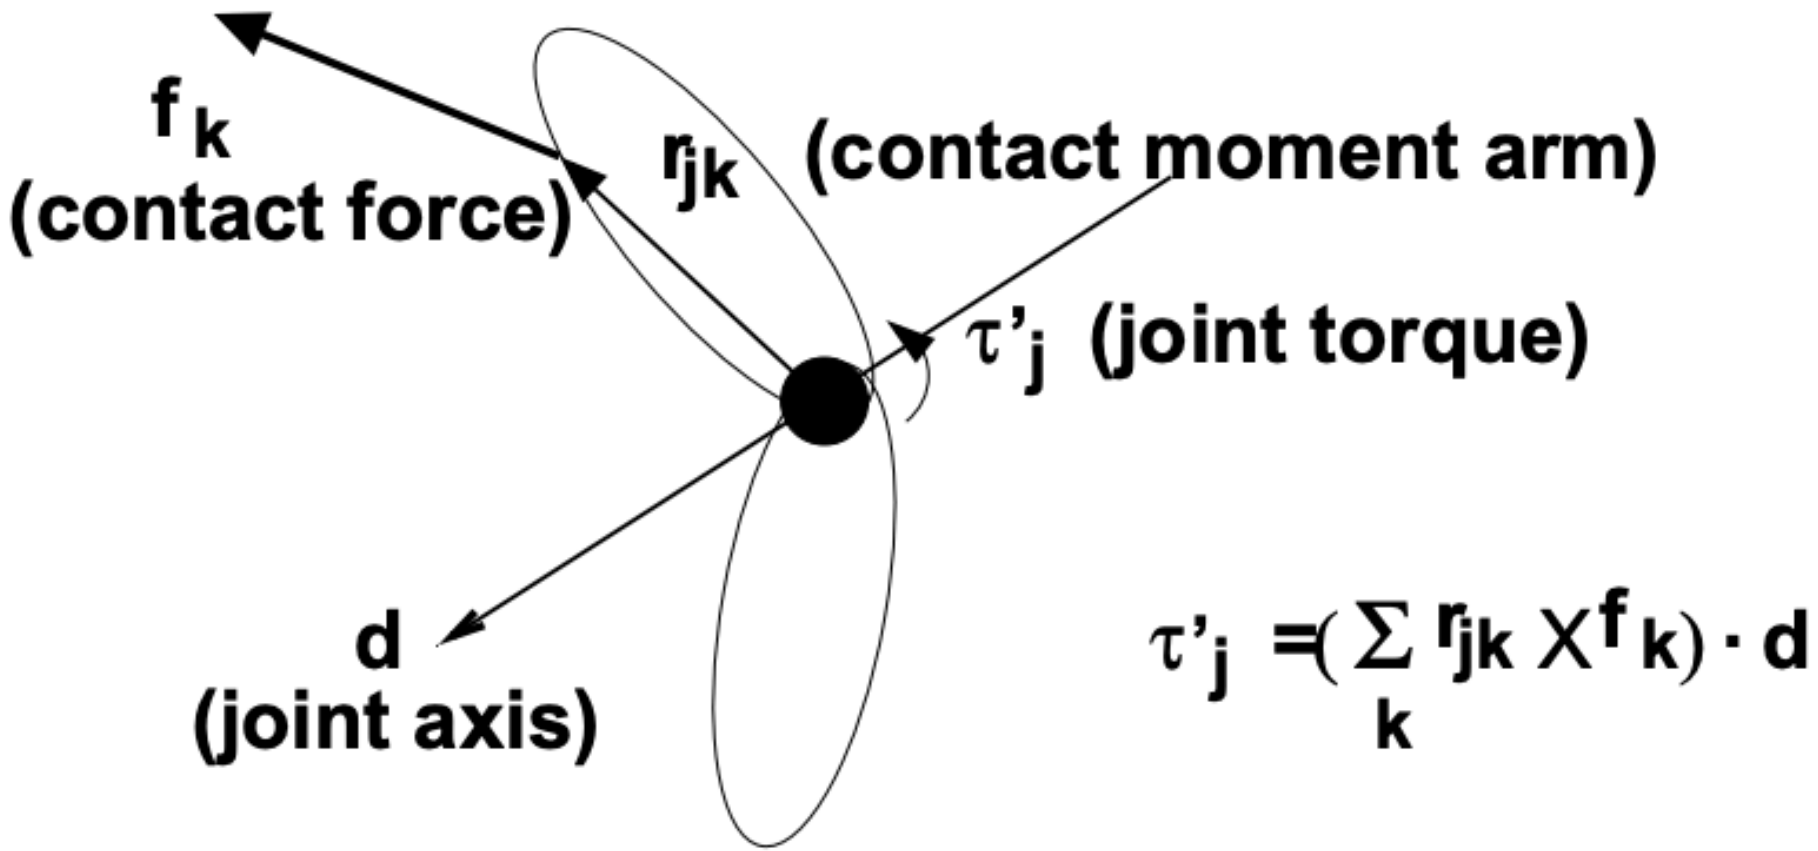 f k
(contact force)
rjk (contact moment arm)
τ'j (joint torque)
d
(joint axis)
τ'j =( Σ rjk X f k) · d
k